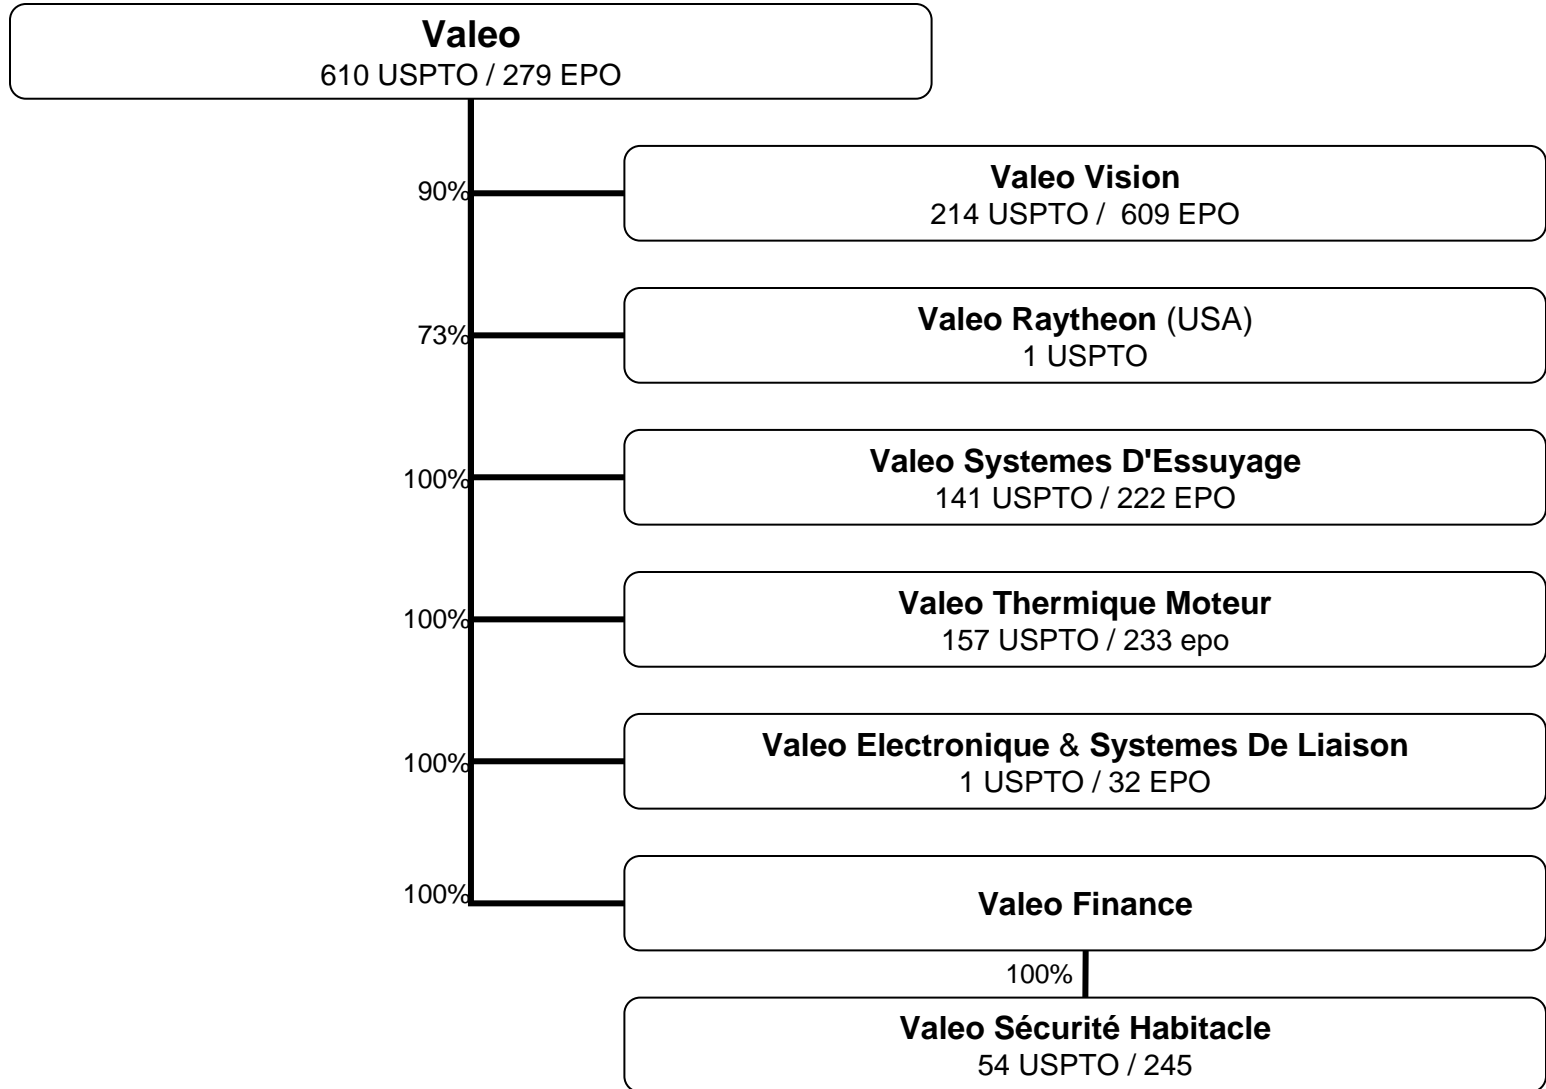 Valeo
610 USPTO / 279 EPO
90%
Valeo Vision
214 USPTO /  609 EPO
73%
Valeo Raytheon (USA)
1 USPTO
100%
Valeo Systemes D'Essuyage
141 USPTO / 222 EPO
100%
Valeo Thermique Moteur
157 USPTO / 233 epo
100%
Valeo Electronique & Systemes De Liaison
1 USPTO / 32 EPO
100%
Valeo Finance
100%
Valeo Sécurité Habitacle
54 USPTO / 245